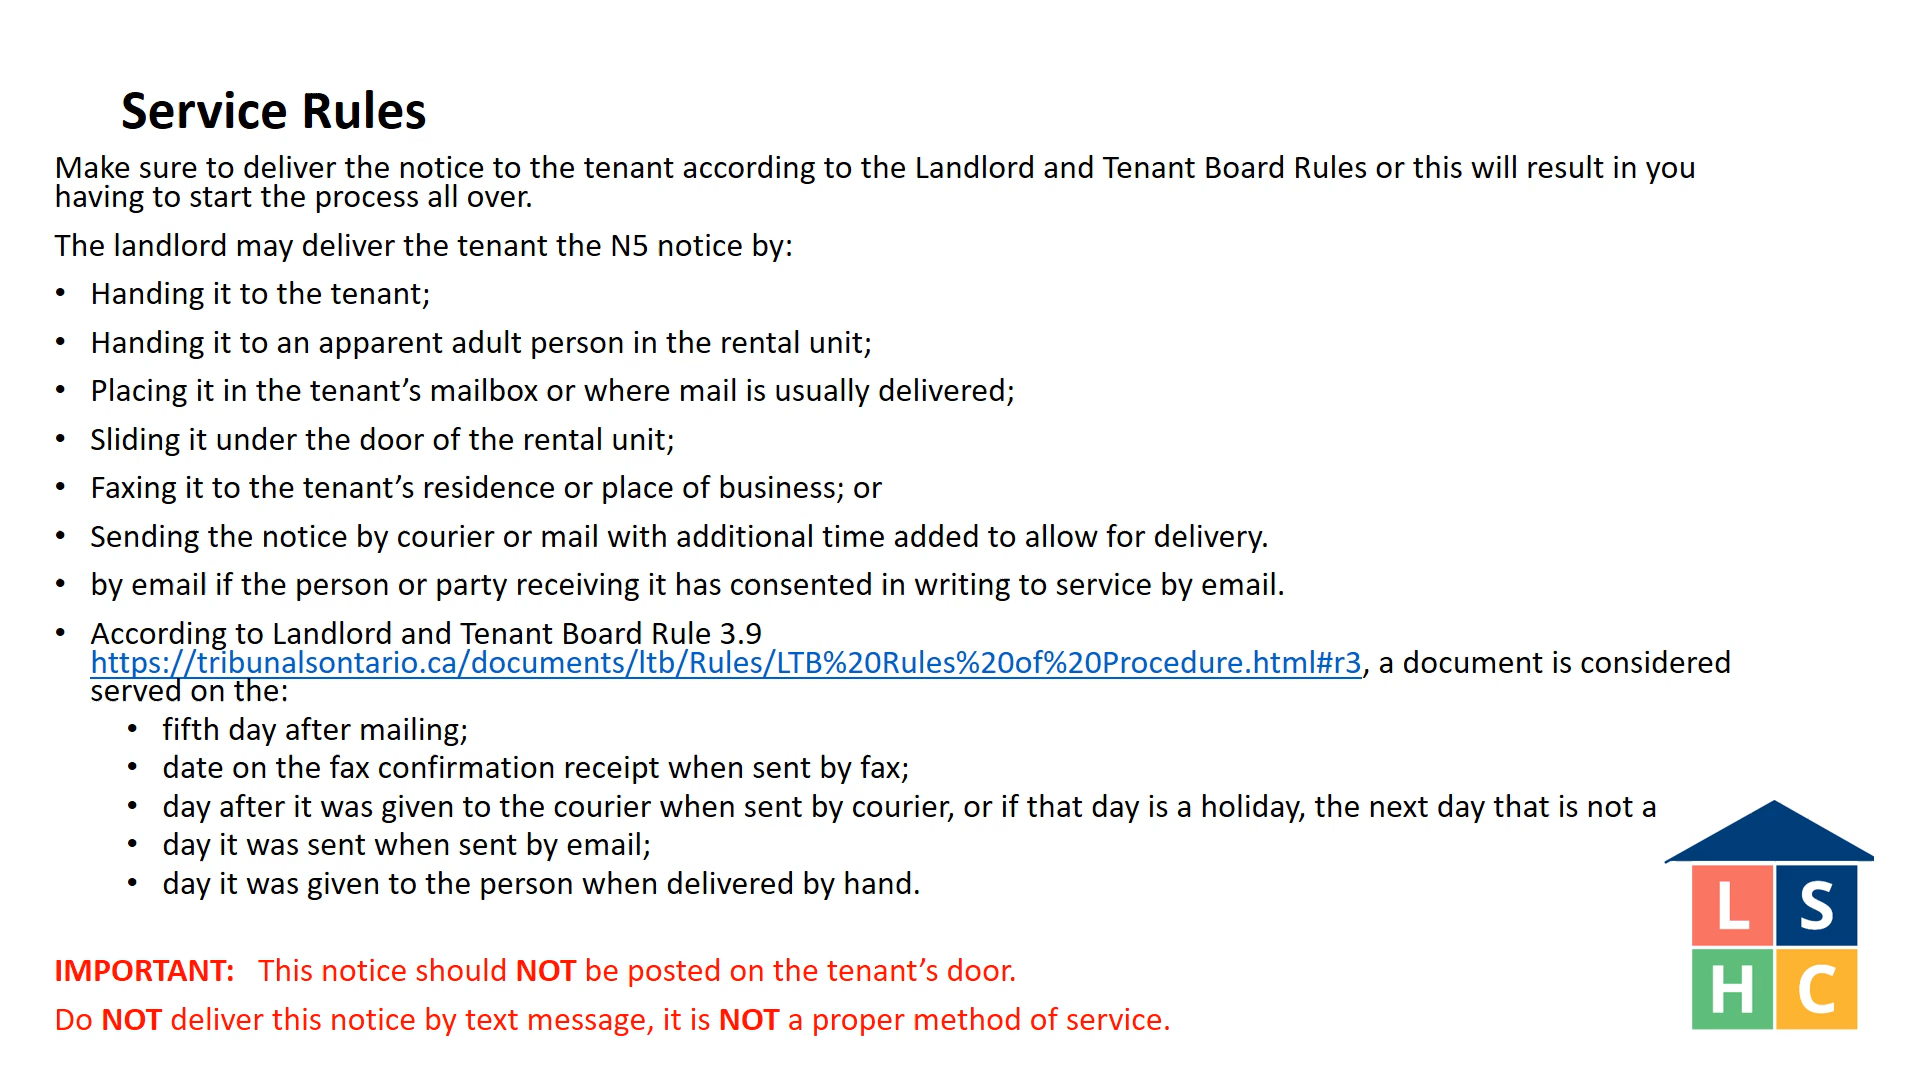 Service Rules
Make sure to deliver the notice to the tenant according to the Landlord and Tenant Board Rules or this will result in you
having to start the process all over.
The landlord may deliver the tenant the N5 notice by:
• Handing it to the tenant;
• Handing it to an apparent adult person in the rental unit;
• Placing it in the tenant’s mailbox or where mail is usually delivered;
• Sliding it under the door of the rental unit;
• Faxing it to the tenant’s residence or place of business; or
• Sending the notice by courier or mail with additional time added to allow for delivery.
• by email if the person or party receiving it has consented in writing to service by email.
• According to Landlord and Tenant Board Rule 3.9
https://tribunalsontario.ca/documents/ltb/Rules/LTB%20Rules%20of%20Procedure.html#r3, a document is considered
served on the:
• fifth day after mailing;
• date on the fax confirmation receipt when sent by fax;
• day after it was given to the courier when sent by courier, or if that day is a holiday, the next day that is not a
• day it was sent when sent by email;
• day it was given to the person when delivered by hand.
IMPORTANT: This notice should NOT be posted on the tenant’s door.
Do NOT deliver this notice by text message, it is NOT a proper method of service.
L S
H C